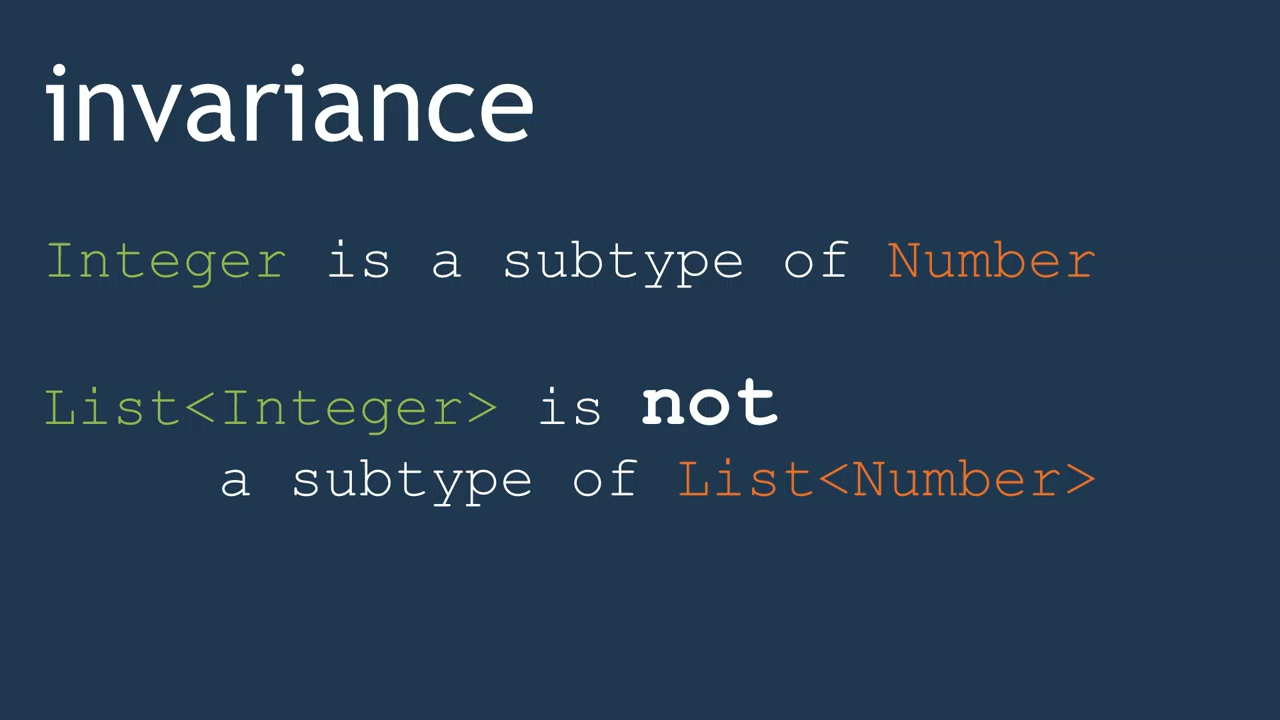 invariance
Integer is a subtype of Number
List<Integer> is not
a subtype of List<Number>